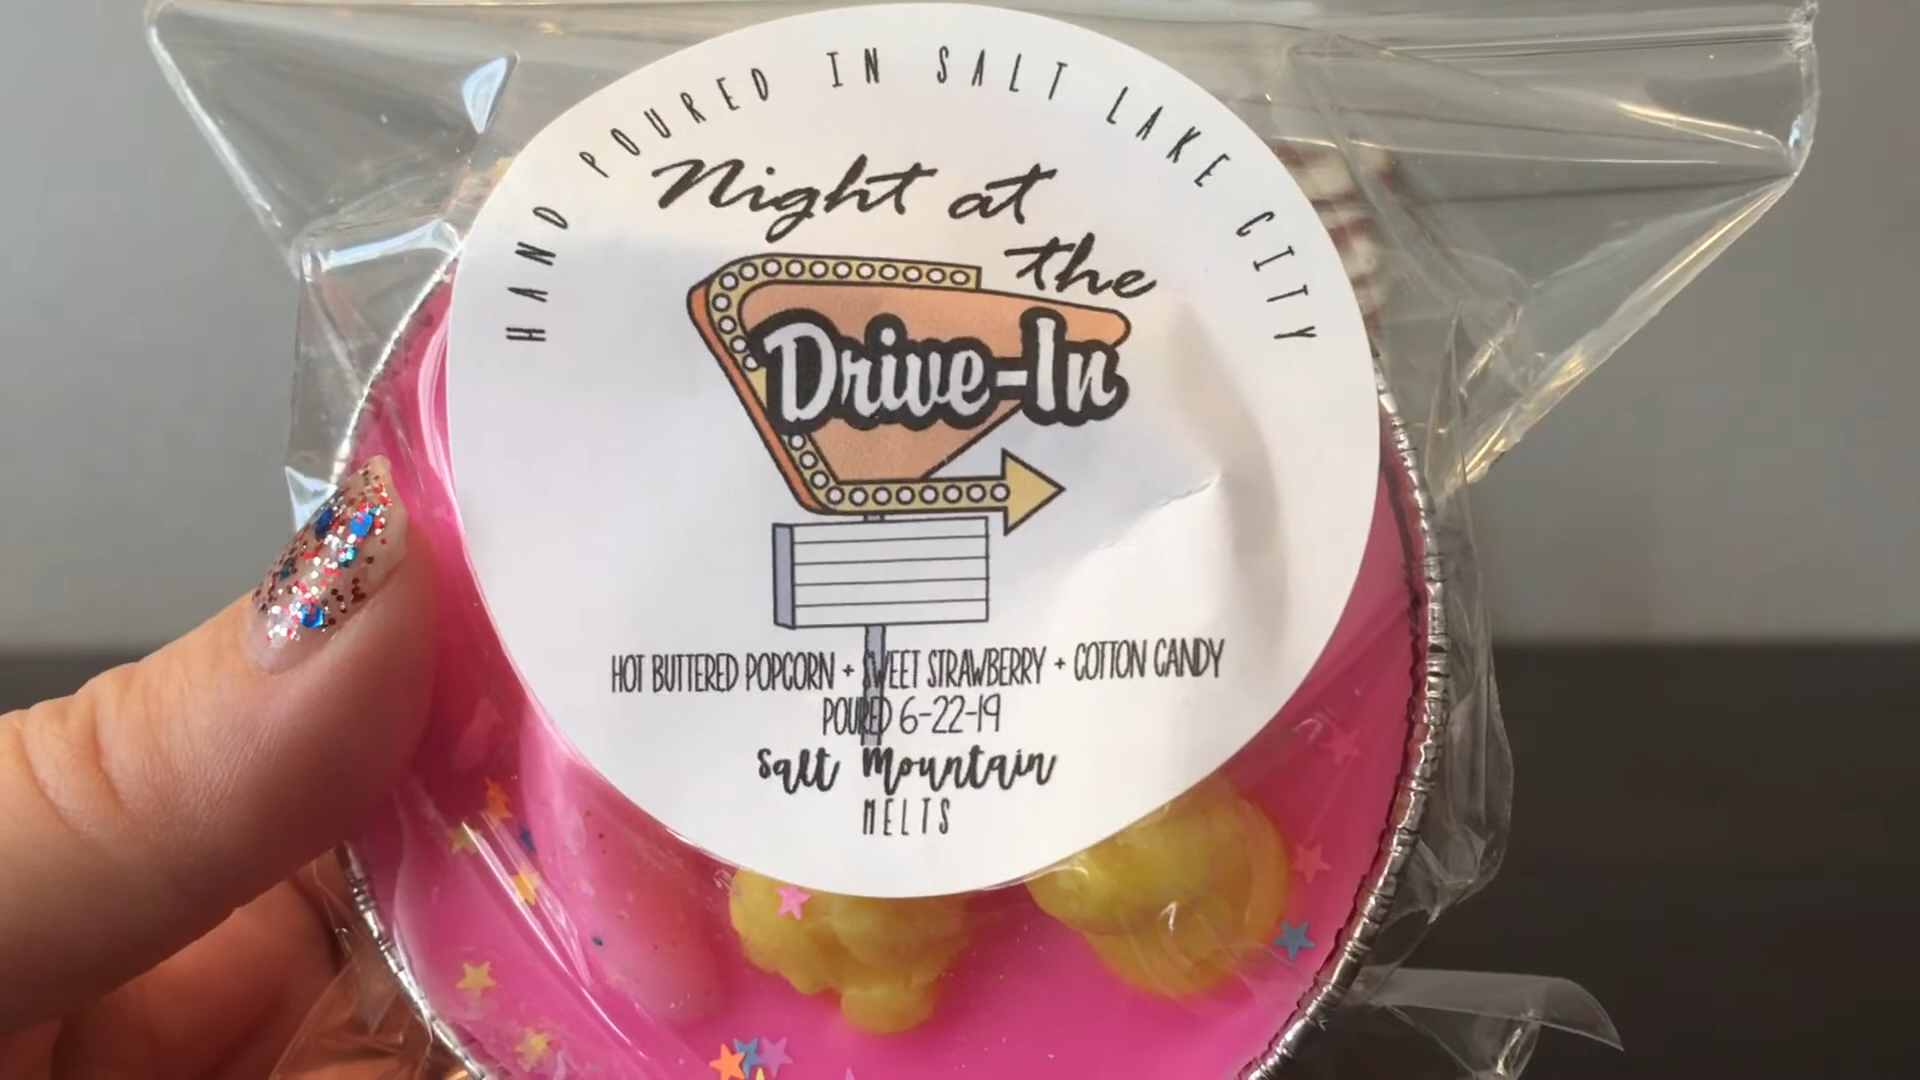 HAND POURED IN SALT LAKE CITY
Night at
the
Drive-In
HOT BUTTERED POPCORN + SWEET STRAWBERRY + COTTON CANDY
POURED 6-22-19
Salt Mountain
MELTS